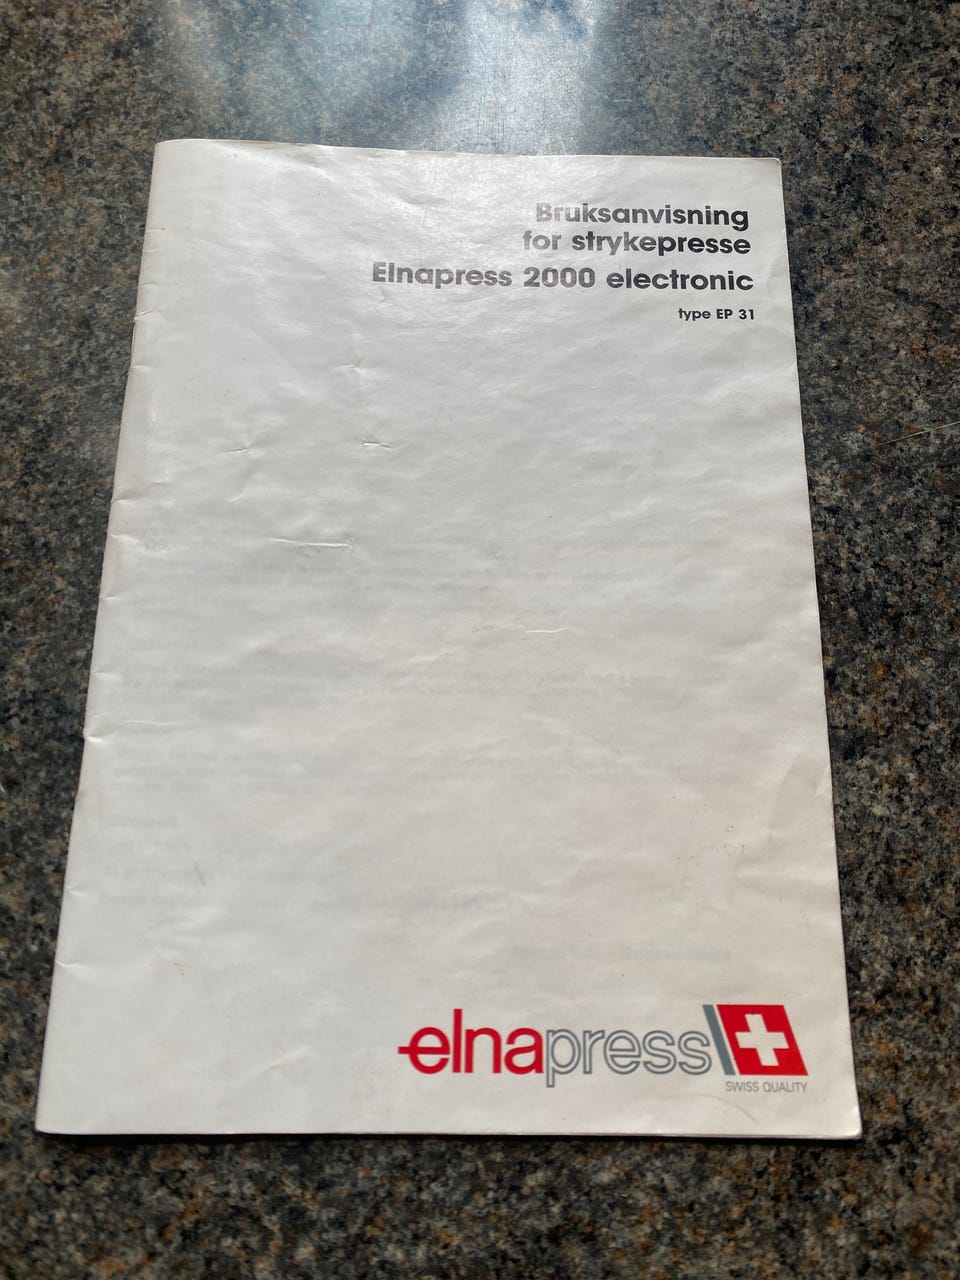 Bruksanvisning
for strykepresse
Elnapress 2000 electronic
type EP 31
elnapress
SWISS QUALITY